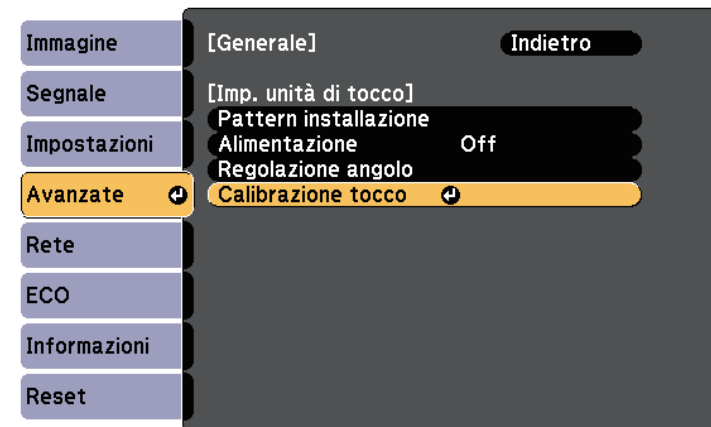 Immagine
Segnale
Impostazioni
Avanzate
Rete
ECO
Informazioni
Reset
[Generale] Indietro
[Imp. unità di tocco]
Pattern installazione
Alimentazione Off
Regolazione angolo
Calibrazione tocco